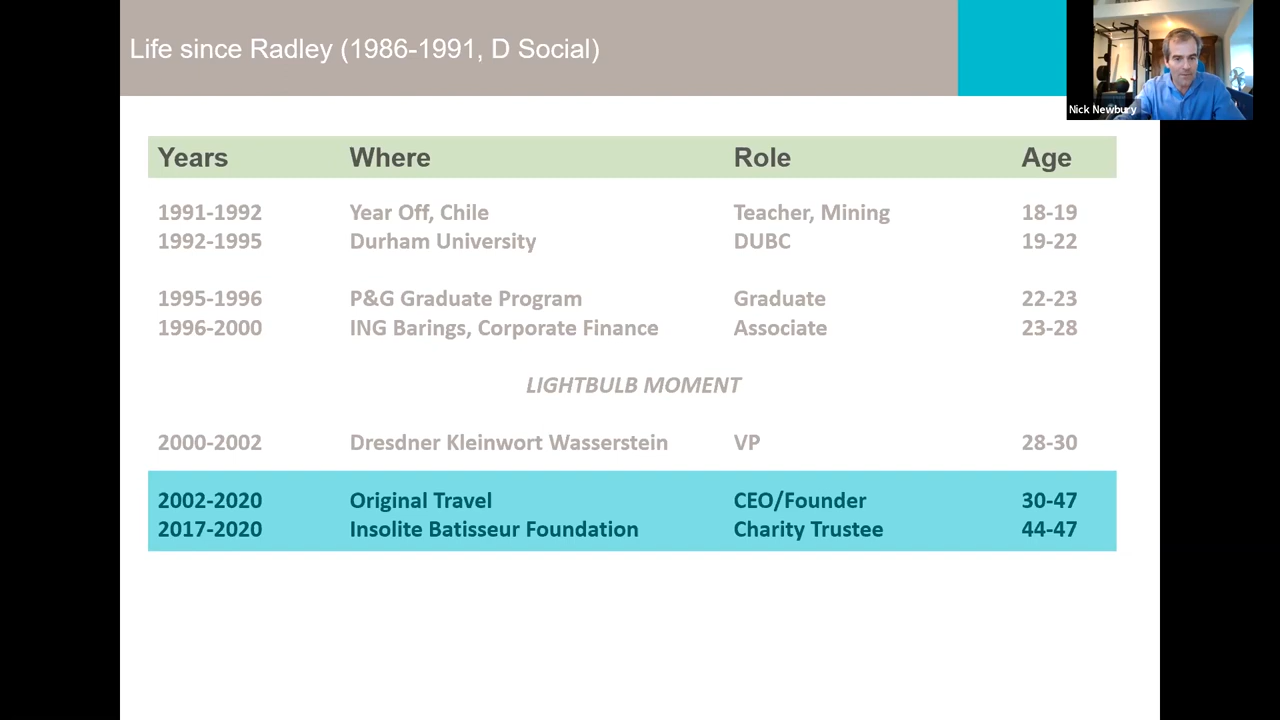 Life since Radley (1986-1991, D Social)
Nick Newbury
Years Where Role Age
1991-1992 Year Off, Chile Teacher, Mining 18-19
1992-1995 Durham University DUBC 19-22
1995-1996 P&G Graduate Program Graduate 22-23
1996-2000 ING Barings, Corporate Finance Associate 23-28
LIGHTBULB MOMENT
2000-2002 Dresdner Kleinwort Wasserstein VP 28-30
2002-2020 Original Travel CEO/Founder 30-47
2017-2020 Insolite Batisseur Foundation Charity Trustee 44-47